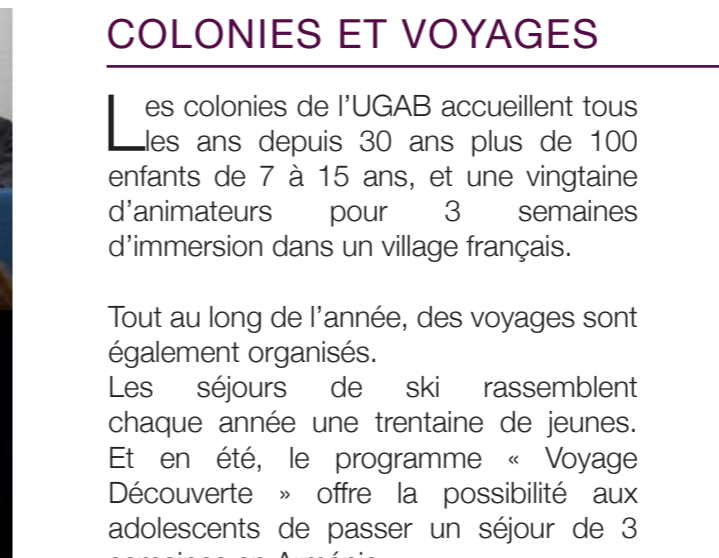 COLONIES ET VOYAGES
Les colonies de l’UGAB accueillent tous
les ans depuis 30 ans plus de 100
enfants de 7 à 15 ans, et une vingtaine
d’animateurs pour 3 semaines
d’immersion dans un village français.
Tout au long de l’année, des voyages sont
également organisés.
Les séjours de ski rassemblent
chaque année une trentaine de jeunes.
Et en été, le programme « Voyage
Découverte » offre la possibilité aux
adolescents de passer un séjour de 3
semaines en Arménie